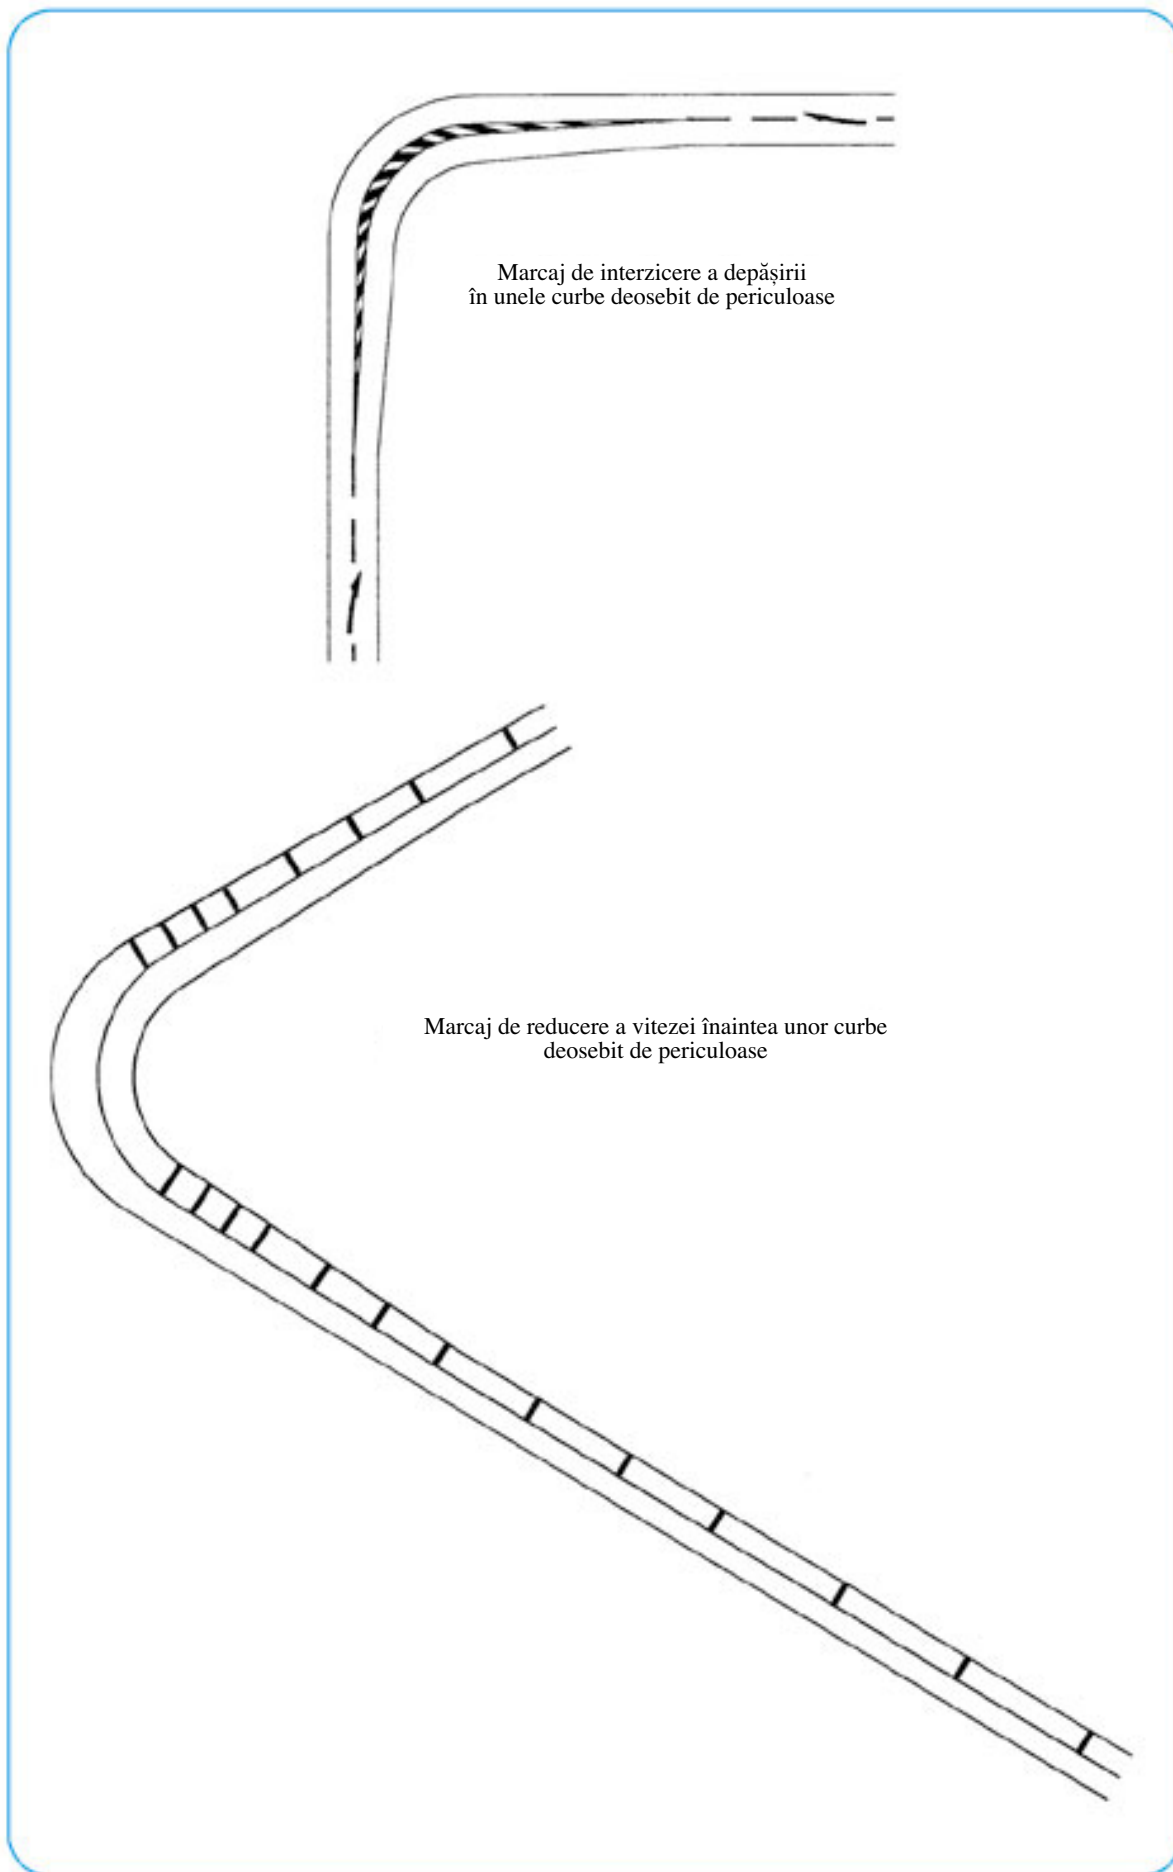 Marcaj de interzicere a depășirii
în unele curbe deosebit de periculoase
Marcaj de reducere a vitezei înaintea unor curbe
deosebit de periculoase